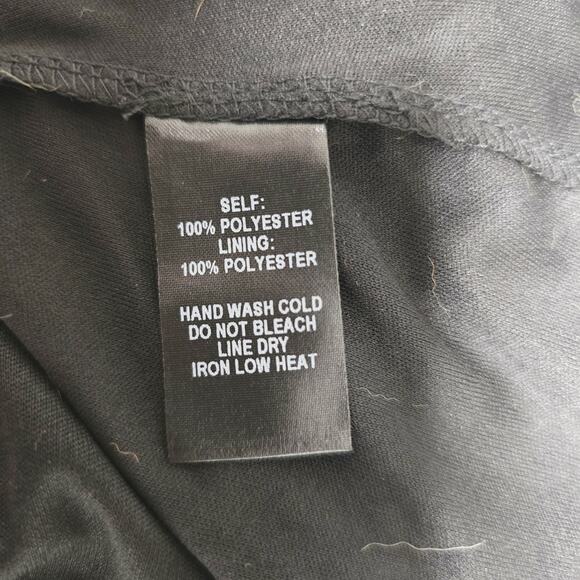 SELF:
100% POLYESTER
LINING:
100% POLYESTER
HAND WASH COLD
DO NOT BLEACH
LINE DRY
IRON LOW HEAT